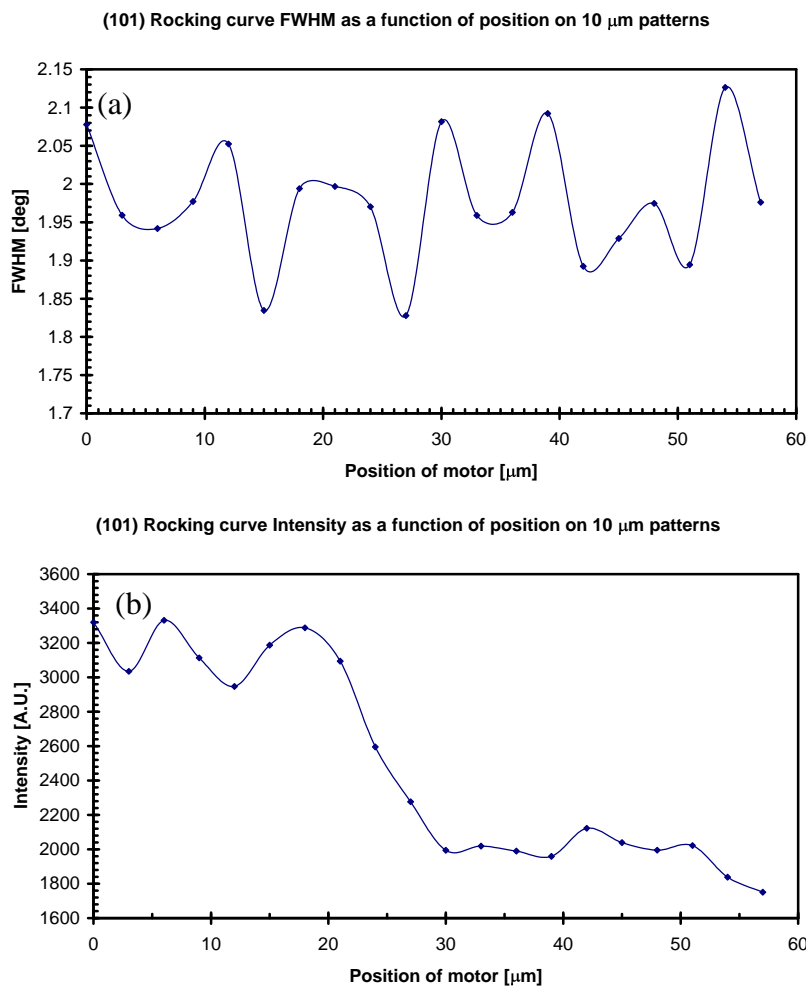 (101) Rocking curve FWHM as a function of position on 10 μm patterns
(a)
2.15
2.1
2.05
2
1.95
1.9
1.85
1.8
1.75
1.7
FWHM [deg]
0 10 20 30 40 50 60
Position of motor [μm]
(101) Rocking curve Intensity as a function of position on 10 μm patterns
(b)
3600
3400
3200
3000
2800
2600
2400
2200
2000
1800
1600
Intensity [A.U.]
0 10 20 30 40 50 60
Position of motor [μm]